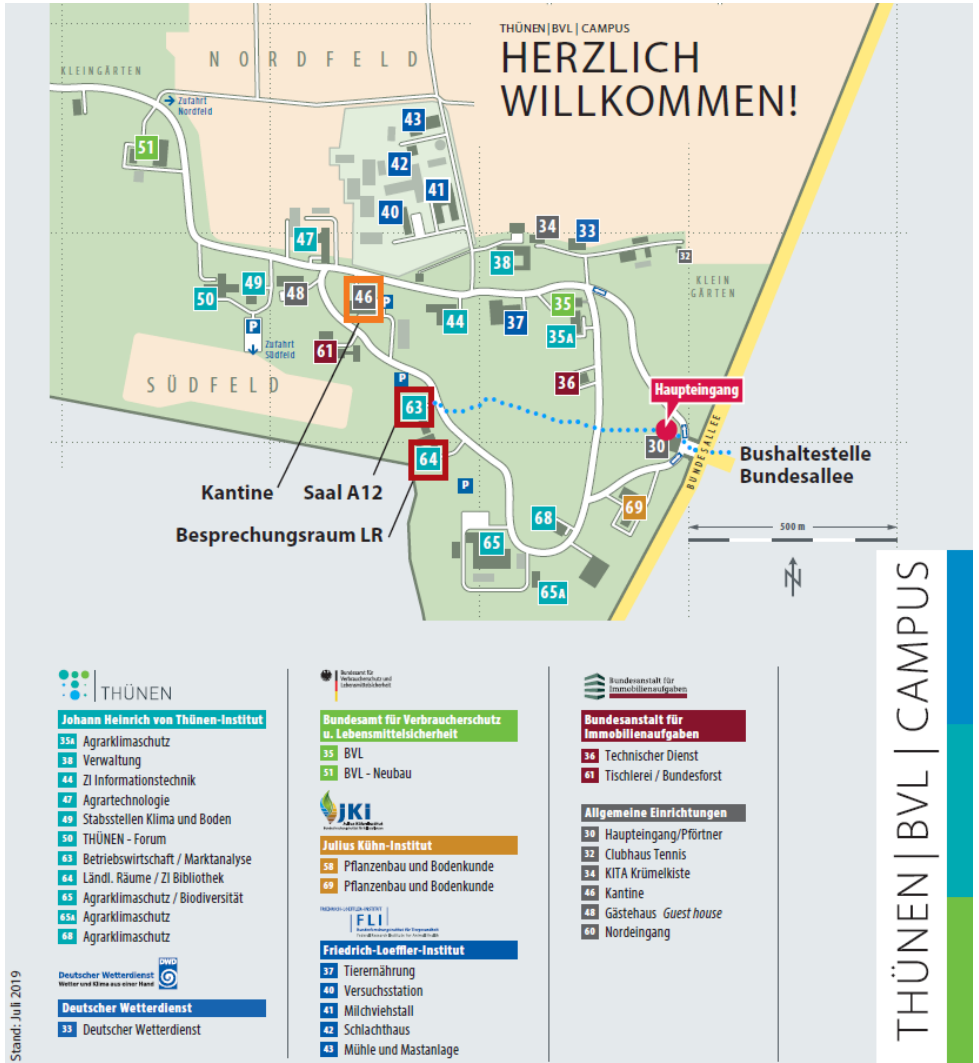 THÜNEN|BVL | CAMPUS
HERZLICH
WILLKOMMEN!
NORDFELD
KLEINGÄRTEN
Zufahrt
Nordfeld
43
51
42
41
40
47
34
33
38
32
KLEIN
GÄRTEN
50
49
48
46
P
44
37
35
35A
P
Zufahrt
Südfeld
61
SÜDFELD
P
36
Haupteingang
63
30
64
BUNDESALLEE
Bushaltestelle
Bundesallee
P
Kantine
Saal A12
Besprechungsraum LR
69
68
65
65A
500 m
N
THÜNEN
Johann Heinrich von Thünen-Institut
35A Agrarklimaschutz
38 Verwaltung
44 ZI Informationstechnik
47 Agrartechnologie
49 Stabsstellen Klima und Boden
50 THÜNEN - Forum
63 Betriebswirtschaft / Marktanalyse
64 Ländl. Räume / ZI Bibliothek
65 Agrarklimaschutz / Biodiversität
65A Agrarklimaschutz
68 Agrarklimaschutz
Deutscher Wetterdienst
Wetter und Klima aus einer Hand
DWD
Deutscher Wetterdienst
33 Deutscher Wetterdienst
Bundesamt für
Verbraucherschutz und
Lebensmittelsicherheit
Bundesamt für Verbraucherschutz
u. Lebensmittelsicherheit
35 BVL
51 BVL - Neubau
JKI
Julius Kühn-Institut
58 Pflanzenbau und Bodenkunde
69 Pflanzenbau und Bodenkunde
FRIEDRICH-LOEFFLER-INSTITUT
FLI
Friedrich-Loeffler-Institut
37 Tierernährung
40 Versuchsstation
41 Milchviehstall
42 Schlachthaus
43 Mühle und Mastanlage
Bundesanstalt für
Immobilienaufgaben
Bundesanstalt für
Immobilienaufgaben
36 Technischer Dienst
61 Tischlerei / Bundesforst
Allgemeine Einrichtungen
30 Haupteingang/Pförtner
32 Clubhaus Tennis
34 KITA Krümelkiste
46 Kantine
48 Gästehaus Guest house
60 Nordeingang
THÜNEN | BVL | CAMPUS
Stand: Juli 2019